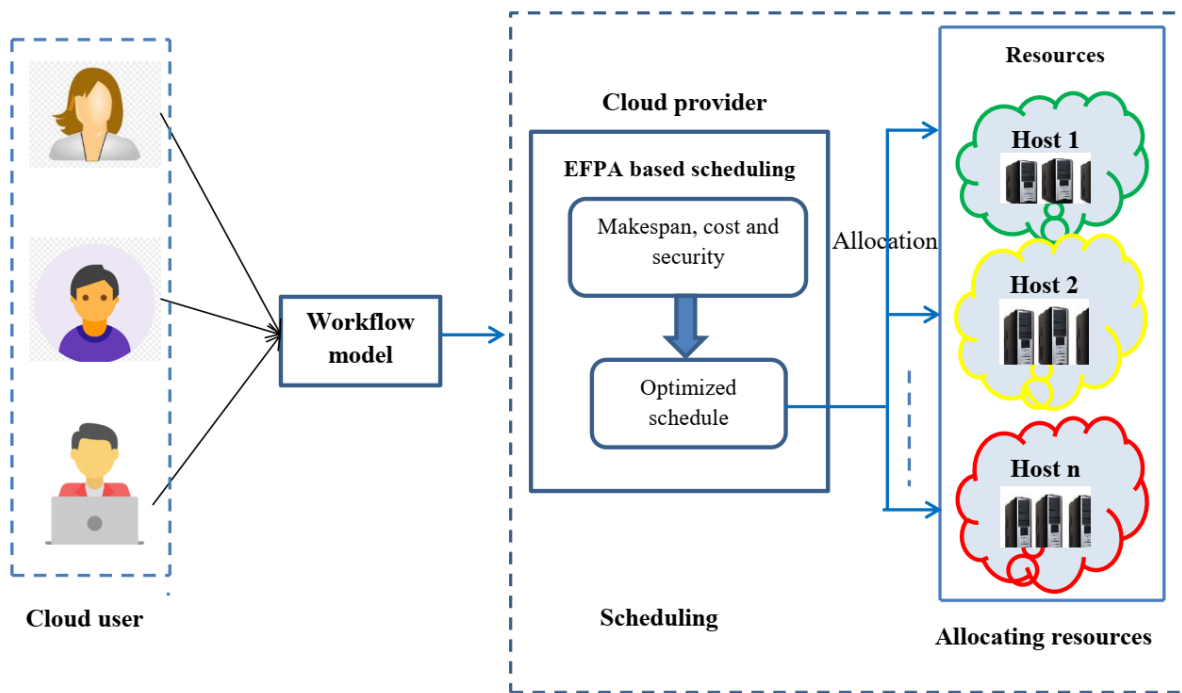 Cloud user
Workflow
model
Cloud provider
EFPA based scheduling
Makespan, cost and
security
Optimized
schedule
Scheduling
Allocation
Resources
Host 1
Host 2
Host n
Allocating resources